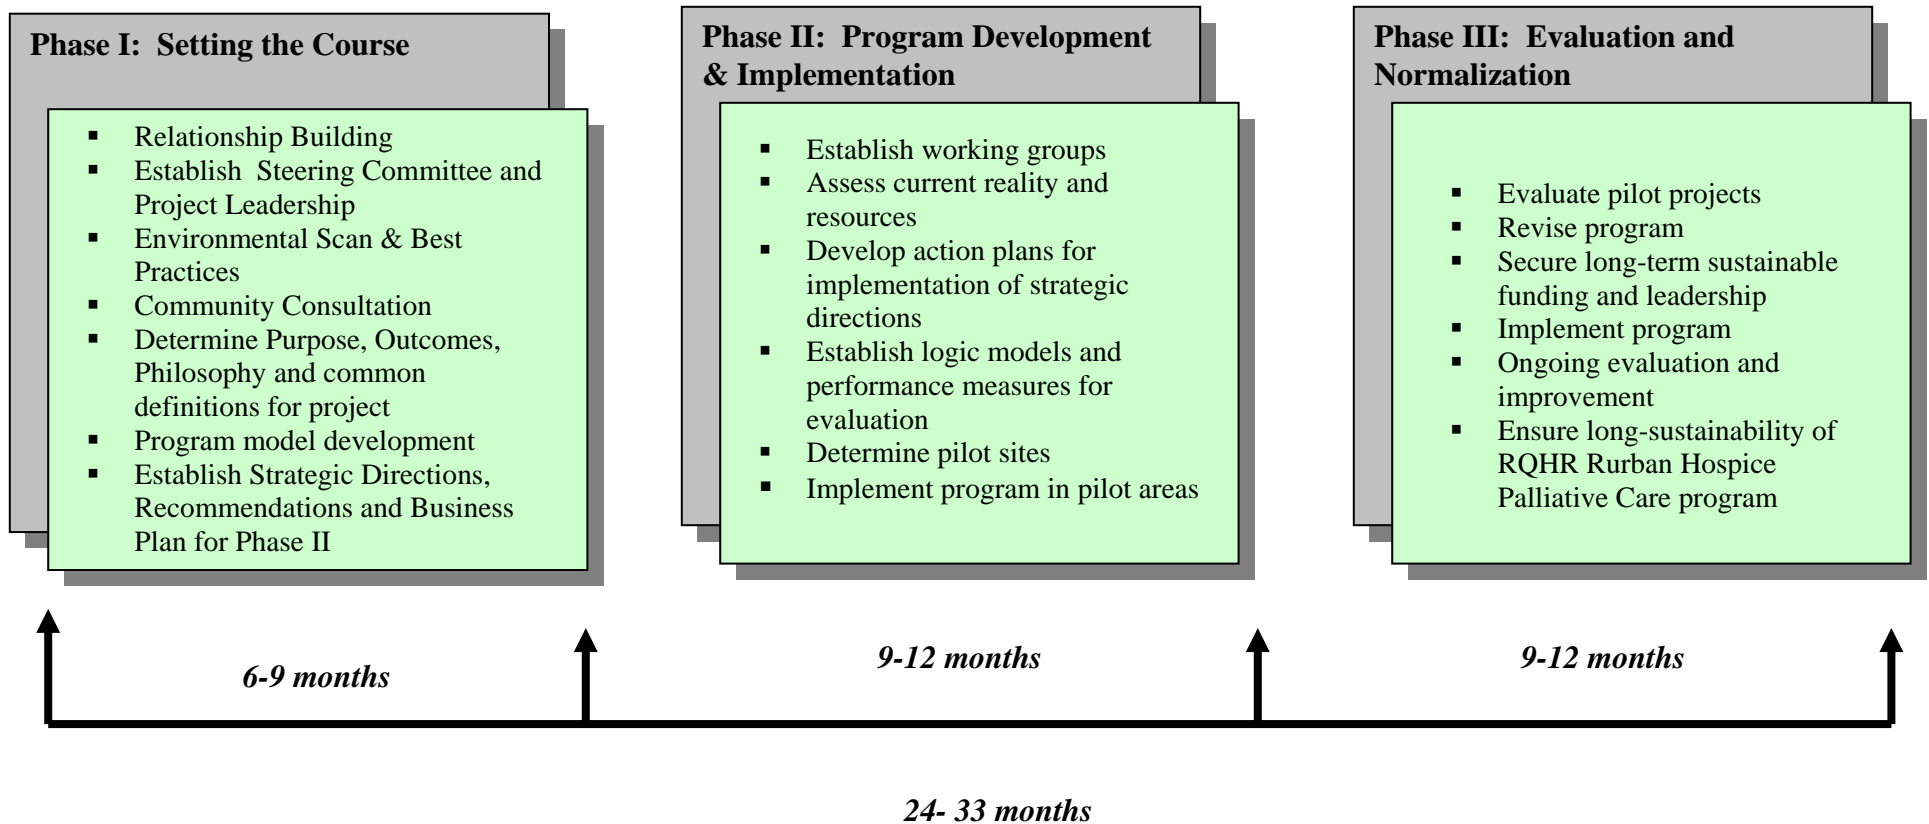 Phase I:  Setting the Course
▪ Relationship Building
▪ Establish  Steering Committee and
Project Leadership
▪ Environmental Scan & Best
Practices
▪ Community Consultation
▪ Determine Purpose, Outcomes,
Philosophy and common
definitions for project
▪ Program model development
▪ Establish Strategic Directions,
Recommendations and Business
Plan for Phase II
Phase II:  Program Development
& Implementation
▪ Establish working groups
▪ Assess current reality and
resources
▪ Develop action plans for
implementation of strategic
directions
▪ Establish logic models and
performance measures for
evaluation
▪ Determine pilot sites
▪ Implement program in pilot areas
Phase III:  Evaluation and
Normalization
▪ Evaluate pilot projects
▪ Revise program
▪ Secure long-term sustainable
funding and leadership
▪ Implement program
▪ Ongoing evaluation and
improvement
▪ Ensure long-sustainability of
RQHR Rurban Hospice
Palliative Care program
6-9 months
9-12 months
9-12 months
24- 33 months